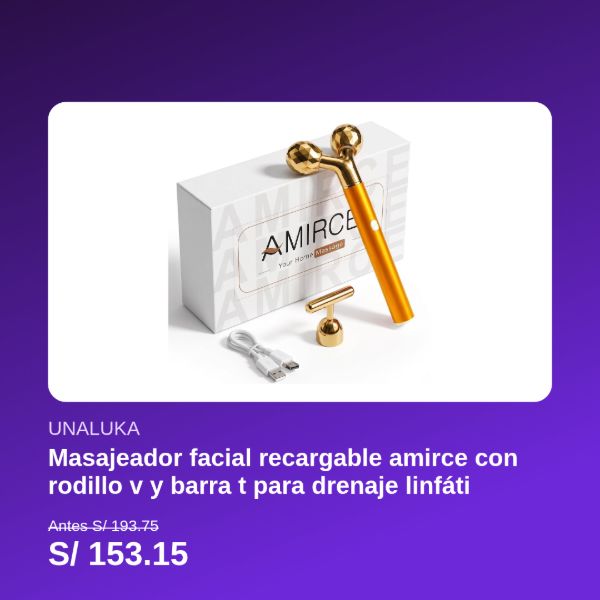 AMIRCE
Your Home Massage
UNALUKA
Masajeador facial recargable amirce con
rodillo v y barra t para drenaje linfáti
Antes S/ 193.75
S/ 153.15